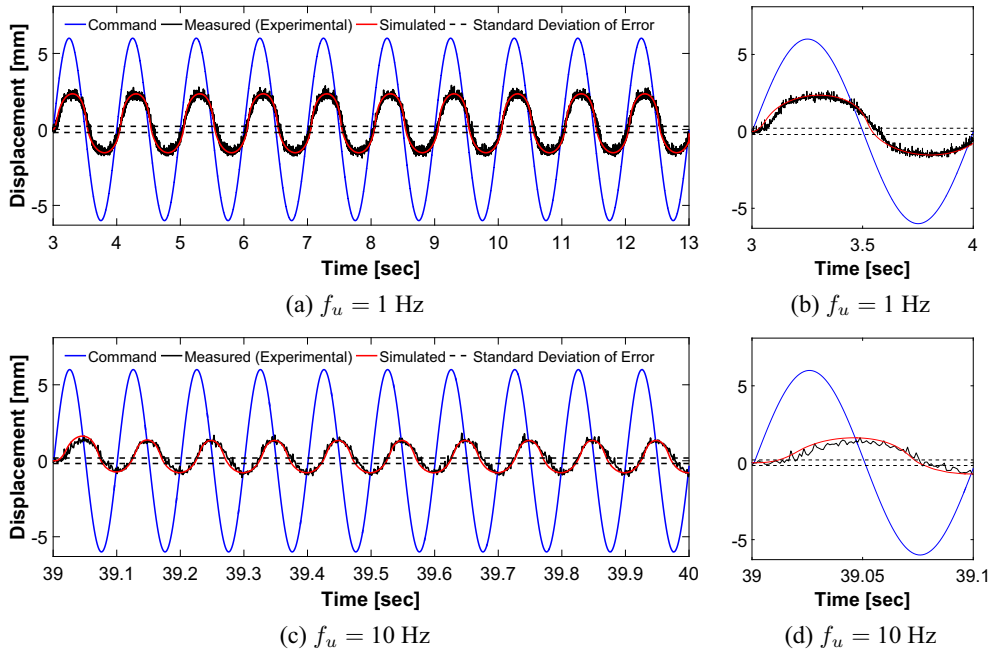 Command Measured (Experimental) Simulated Standard Deviation of Error
Displacement [mm]
5
0
-5
3 4 5 6 7 8 9 10 11 12 13
Time [sec]
(a) f_u = 1 Hz
5
0
-5
3 3.5 4
Time [sec]
(b) f_u = 1 Hz
Command Measured (Experimental) Simulated Standard Deviation of Error
Displacement [mm]
5
0
-5
39 39.1 39.2 39.3 39.4 39.5 39.6 39.7 39.8 39.9 40
Time [sec]
(c) f_u = 10 Hz
5
0
-5
39 39.05 39.1
Time [sec]
(d) f_u = 10 Hz